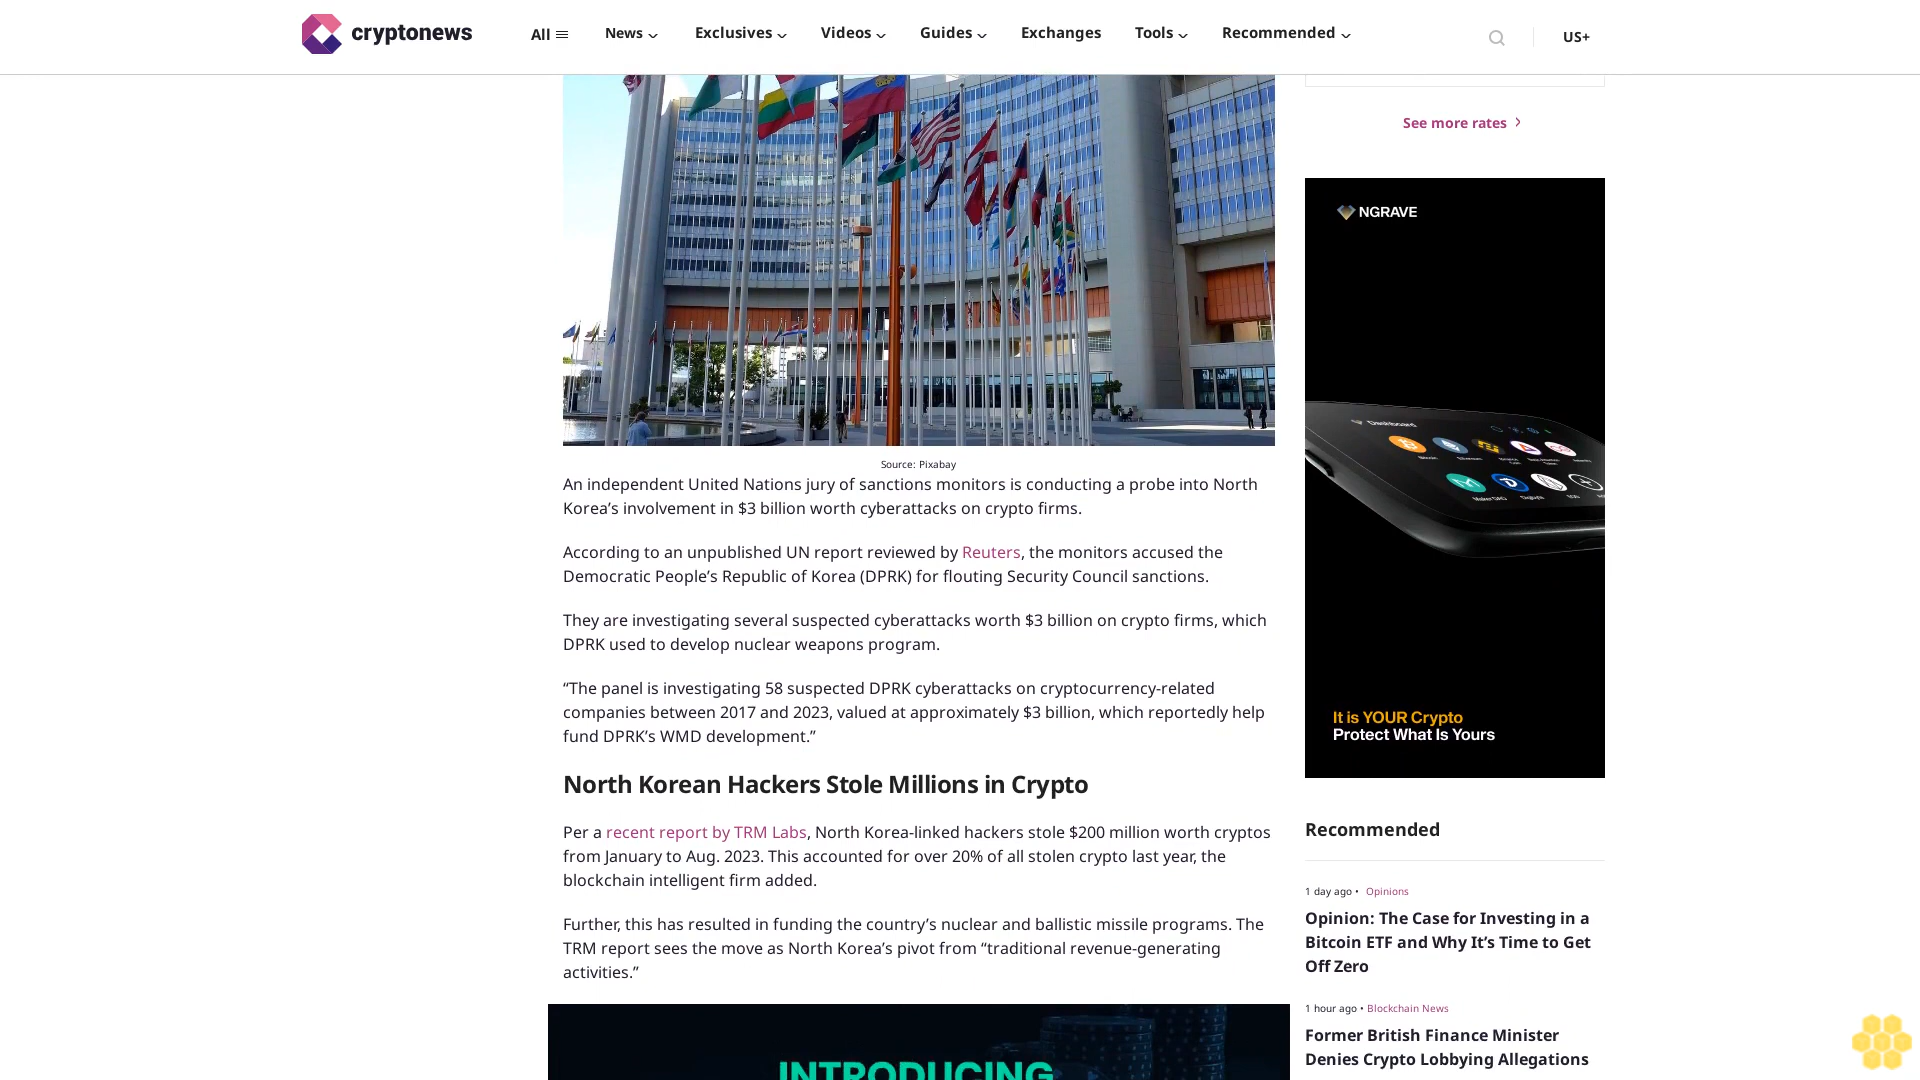 cryptonews
All
News
Exclusives
Videos
Guides
Exchanges
Tools
Recommended
US+
See more rates
NGRAVE
Dashboard
It is YOUR Crypto
Protect What Is Yours
Source: Pixabay
An independent United Nations jury of sanctions monitors is conducting a probe into North
Korea’s involvement in $3 billion worth cyberattacks on crypto firms.
According to an unpublished UN report reviewed by Reuters, the monitors accused the
Democratic People’s Republic of Korea (DPRK) for flouting Security Council sanctions.
They are investigating several suspected cyberattacks worth $3 billion on crypto firms, which
DPRK used to develop nuclear weapons program.
“The panel is investigating 58 suspected DPRK cyberattacks on cryptocurrency-related
companies between 2017 and 2023, valued at approximately $3 billion, which reportedly help
fund DPRK’s WMD development.”
North Korean Hackers Stole Millions in Crypto
Per a recent report by TRM Labs, North Korea-linked hackers stole $200 million worth cryptos
from January to Aug. 2023. This accounted for over 20% of all stolen crypto last year, the
blockchain intelligent firm added.
Further, this has resulted in funding the country’s nuclear and ballistic missile programs. The
TRM report sees the move as North Korea’s pivot from “traditional revenue-generating
activities.”
INTRODUCING
Recommended
1 day ago • Opinions
Opinion: The Case for Investing in a
Bitcoin ETF and Why It’s Time to Get
Off Zero
1 hour ago • Blockchain News
Former British Finance Minister
Denies Crypto Lobbying Allegations